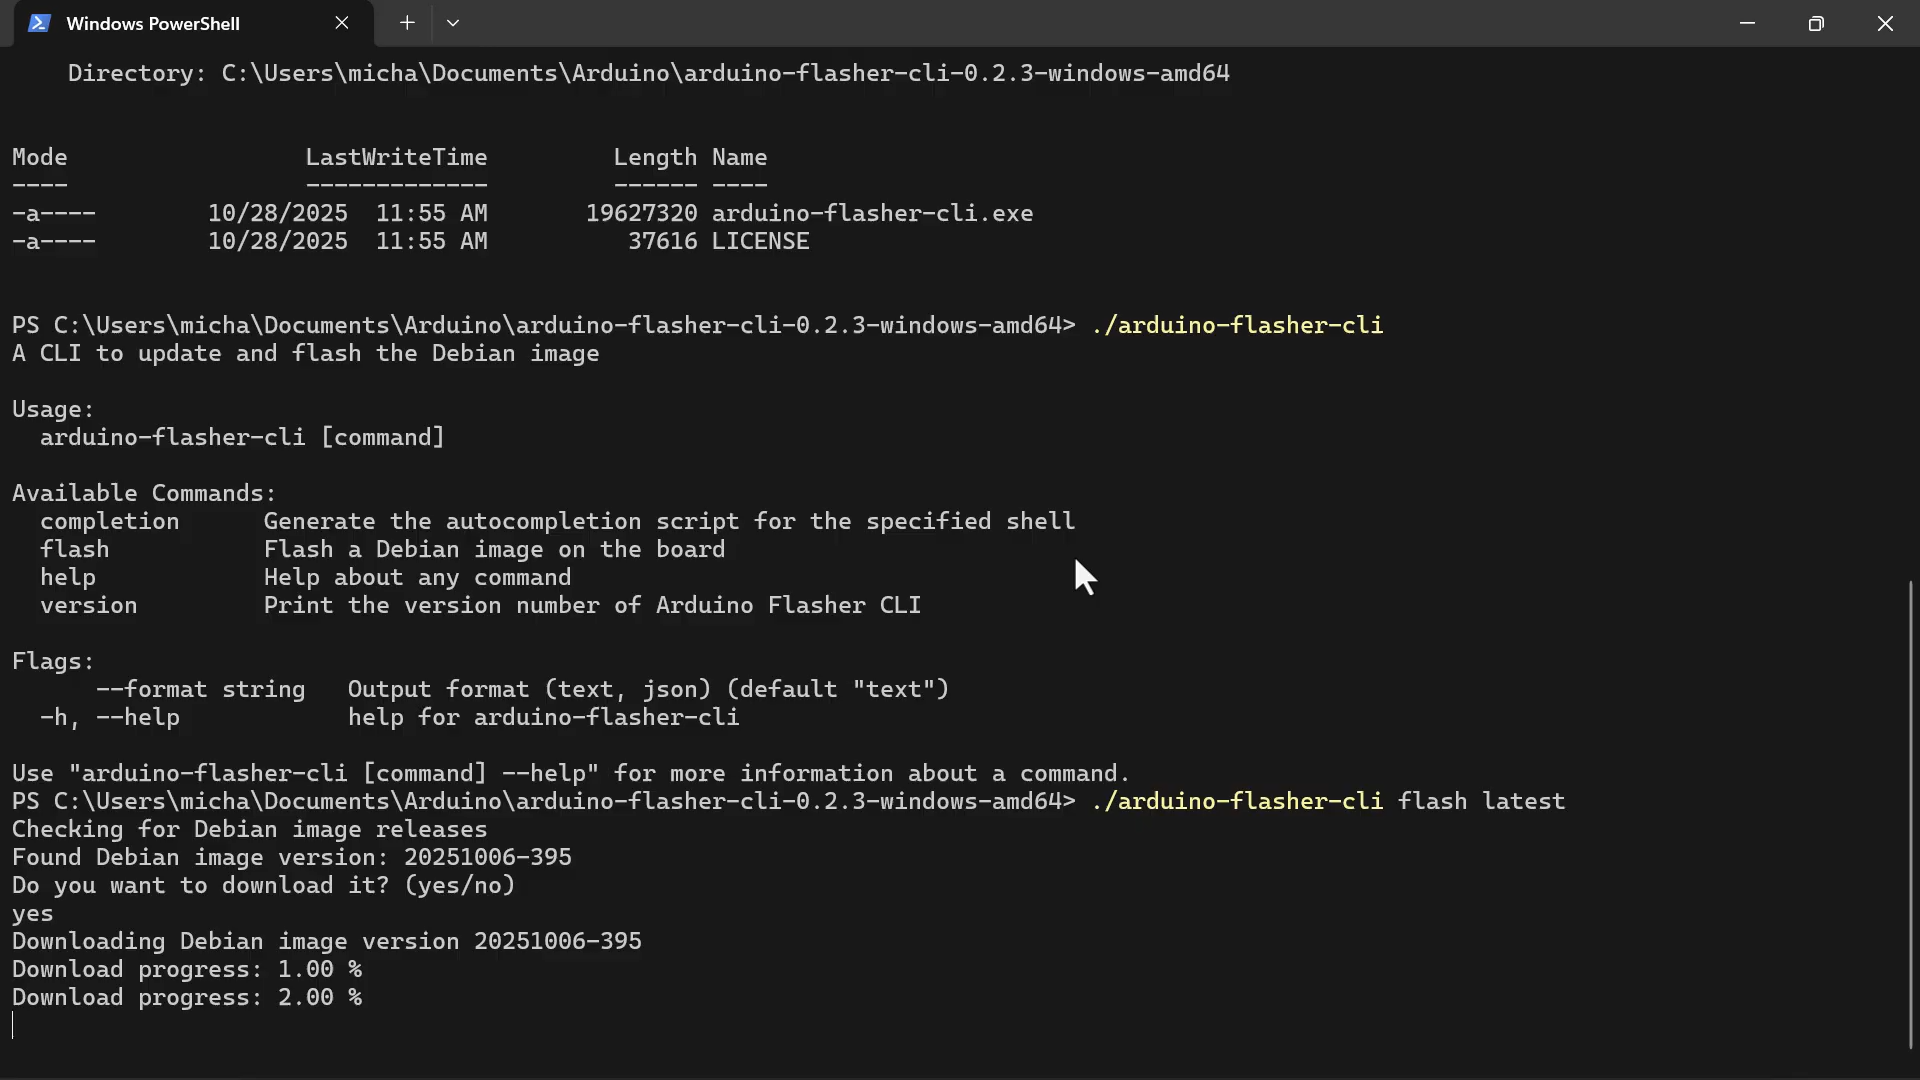 Windows PowerShell
Directory: C:\Users\micha\Documents\Arduino\arduino-flasher-cli-0.2.3-windows-amd64
Mode LastWriteTime Length Name
---- ------------- ------ ----
-a---- 10/28/2025 11:55 AM 19627320 arduino-flasher-cli.exe
-a---- 10/28/2025 11:55 AM 37616 LICENSE
PS C:\Users\micha\Documents\Arduino\arduino-flasher-cli-0.2.3-windows-amd64> ./arduino-flasher-cli
A CLI to update and flash the Debian image
Usage:
arduino-flasher-cli [command]
Available Commands:
completion Generate the autocompletion script for the specified shell
flash Flash a Debian image on the board
help Help about any command
version Print the version number of Arduino Flasher CLI
Flags:
--format string Output format (text, json) (default "text")
-h, --help help for arduino-flasher-cli
Use "arduino-flasher-cli [command] --help" for more information about a command.
PS C:\Users\micha\Documents\Arduino\arduino-flasher-cli-0.2.3-windows-amd64> ./arduino-flasher-cli flash latest
Checking for Debian image releases
Found Debian image version: 20251006-395
Do you want to download it? (yes/no)
yes
Downloading Debian image version 20251006-395
Download progress: 1.00 %
Download progress: 2.00 %